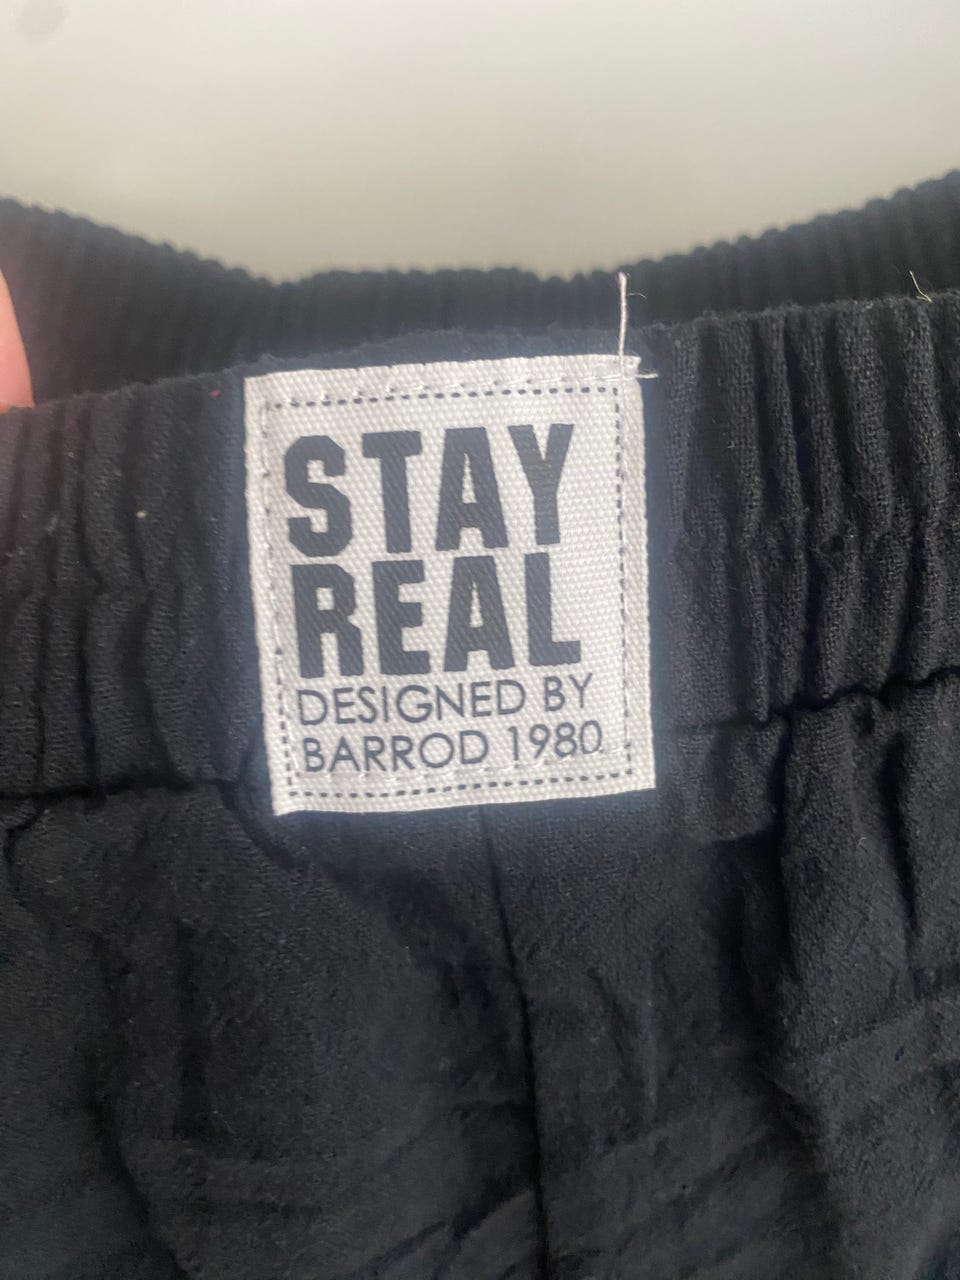 STAY
REAL
DESIGNED BY
BARROD 1980